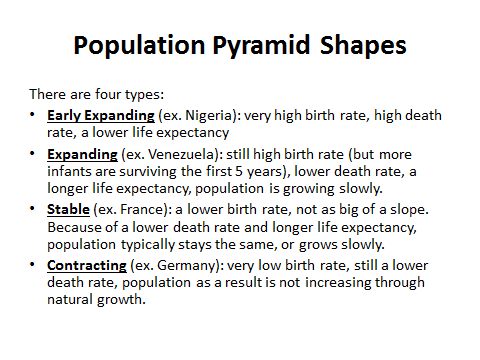 Population Pyramid Shapes
There are four types:
• Early Expanding (ex. Nigeria): very high birth rate, high death
rate, a lower life expectancy
• Expanding (ex. Venezuela): still high birth rate (but more
infants are surviving the first 5 years), lower death rate, a
longer life expectancy, population is growing slowly.
• Stable (ex. France): a lower birth rate, not as big of a slope.
Because of a lower death rate and longer life expectancy,
population typically stays the same, or grows slowly.
• Contracting (ex. Germany): very low birth rate, still a lower
death rate, population as a result is not increasing through
natural growth.